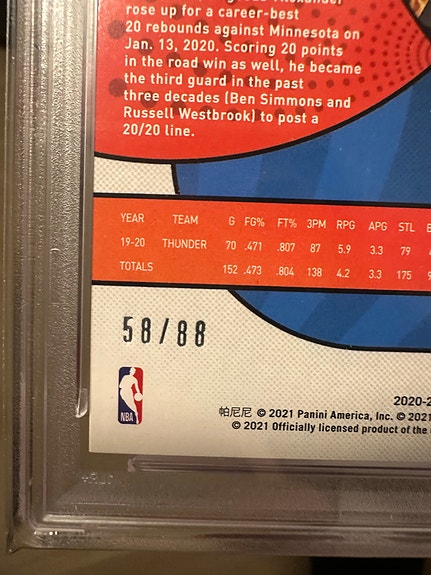 rose up for a career-best
20 rebounds against Minnesota on
Jan. 13, 2020. Scoring 20 points
in the road win as well, he became
the third guard in the past
three decades (Ben Simmons and
Russell Westbrook) to post a
20/20 line.
YEAR TEAM G FG% FT% 3PM RPG APG STL
19-20 THUNDER 70 .471 .807 87 5.9 3.3 79
TOTALS 152 .473 .804 138 4.2 3.3 175
58/88
NBA
2020-2
帕尼尼 © 2021 Panini America, Inc. © 2021
© 2021 Officially licensed product of the